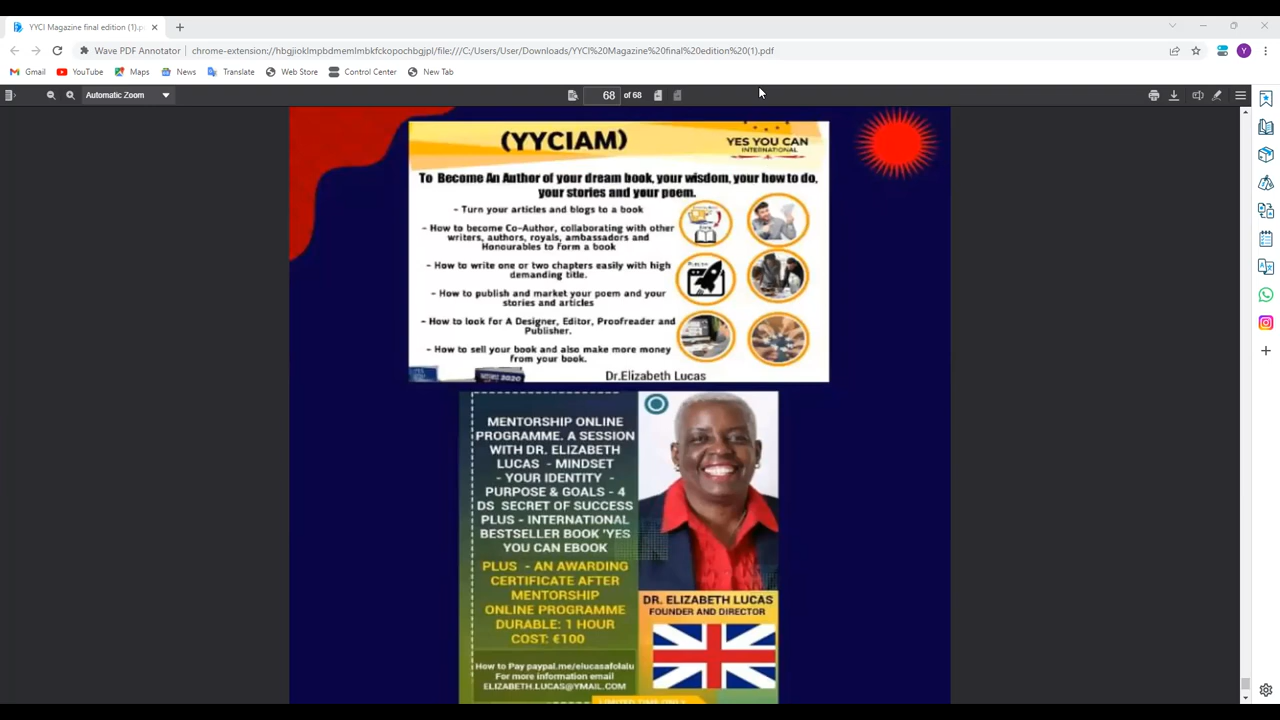 YYCI Magazine final edition (1).p
Wave PDF Annotator
chrome-extension://hbgjioklmpbdmemlmbkfckopochbgjpl/file:///C:/Users/User/Downloads/YYCI%20Magazine%20final%20edition%20(1).pdf
Y
Gmail
YouTube
Maps
News
Translate
Web Store
Control Center
New Tab
Automatic Zoom
68 of 68
(YYCIAM)
YES YOU CAN
INTERNATIONAL
To Become An Author of your dream book, your wisdom, your how to do,
your stories and your poem.
- Turn your articles and blogs to a book
- How to become Co-Author, collaborating with other
writers, authors, royals, ambassadors and
Honourables to form a book
- How to write one or two chapters easily with high
demanding title.
- How to publish and market your poem and your
stories and articles
- How to look for A Designer, Editor, Proofreader and
Publisher.
- How to sell your book and also make more money
from your book.
Dr.Elizabeth Lucas
MENTORSHIP ONLINE
PROGRAMME. A SESSION
WITH DR. ELIZABETH
LUCAS - MINDSET
- YOUR IDENTITY -
PURPOSE & GOALS - 4
DS SECRET OF SUCCESS
PLUS - INTERNATIONAL
BESTSELLER BOOK 'YES
YOU CAN EBOOK
PLUS - AN AWARDING
CERTIFICATE AFTER
MENTORSHIP
ONLINE PROGRAMME
DURABLE: 1 HOUR
COST: €100
How to Pay paypal.me/elucasafolalu
For more information email
ELIZABETH.LUCAS@YMAIL.COM
DR. ELIZABETH LUCAS
FOUNDER AND DIRECTOR